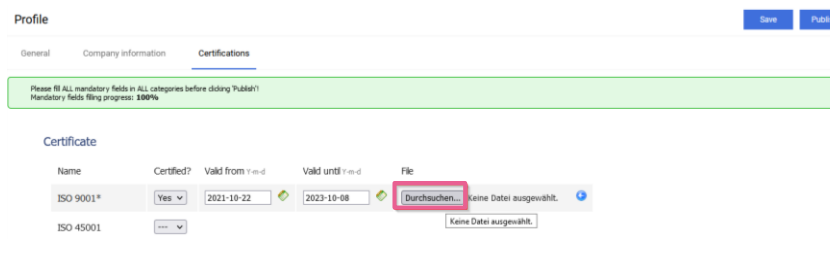 Profile
Save
Publi
General Company information Certifications
Please fill ALL mandatory fields in ALL categories before clicking 'Publish'!
Mandatory fields filing progress: 100%
Certificate
Name Certified? Valid from Y-m-d Valid until Y-m-d File
ISO 9001* Yes 2021-10-22 2023-10-08 Durchsuchen... Keine Datei ausgewählt.
Keine Datei ausgewählt.
ISO 45001 ---